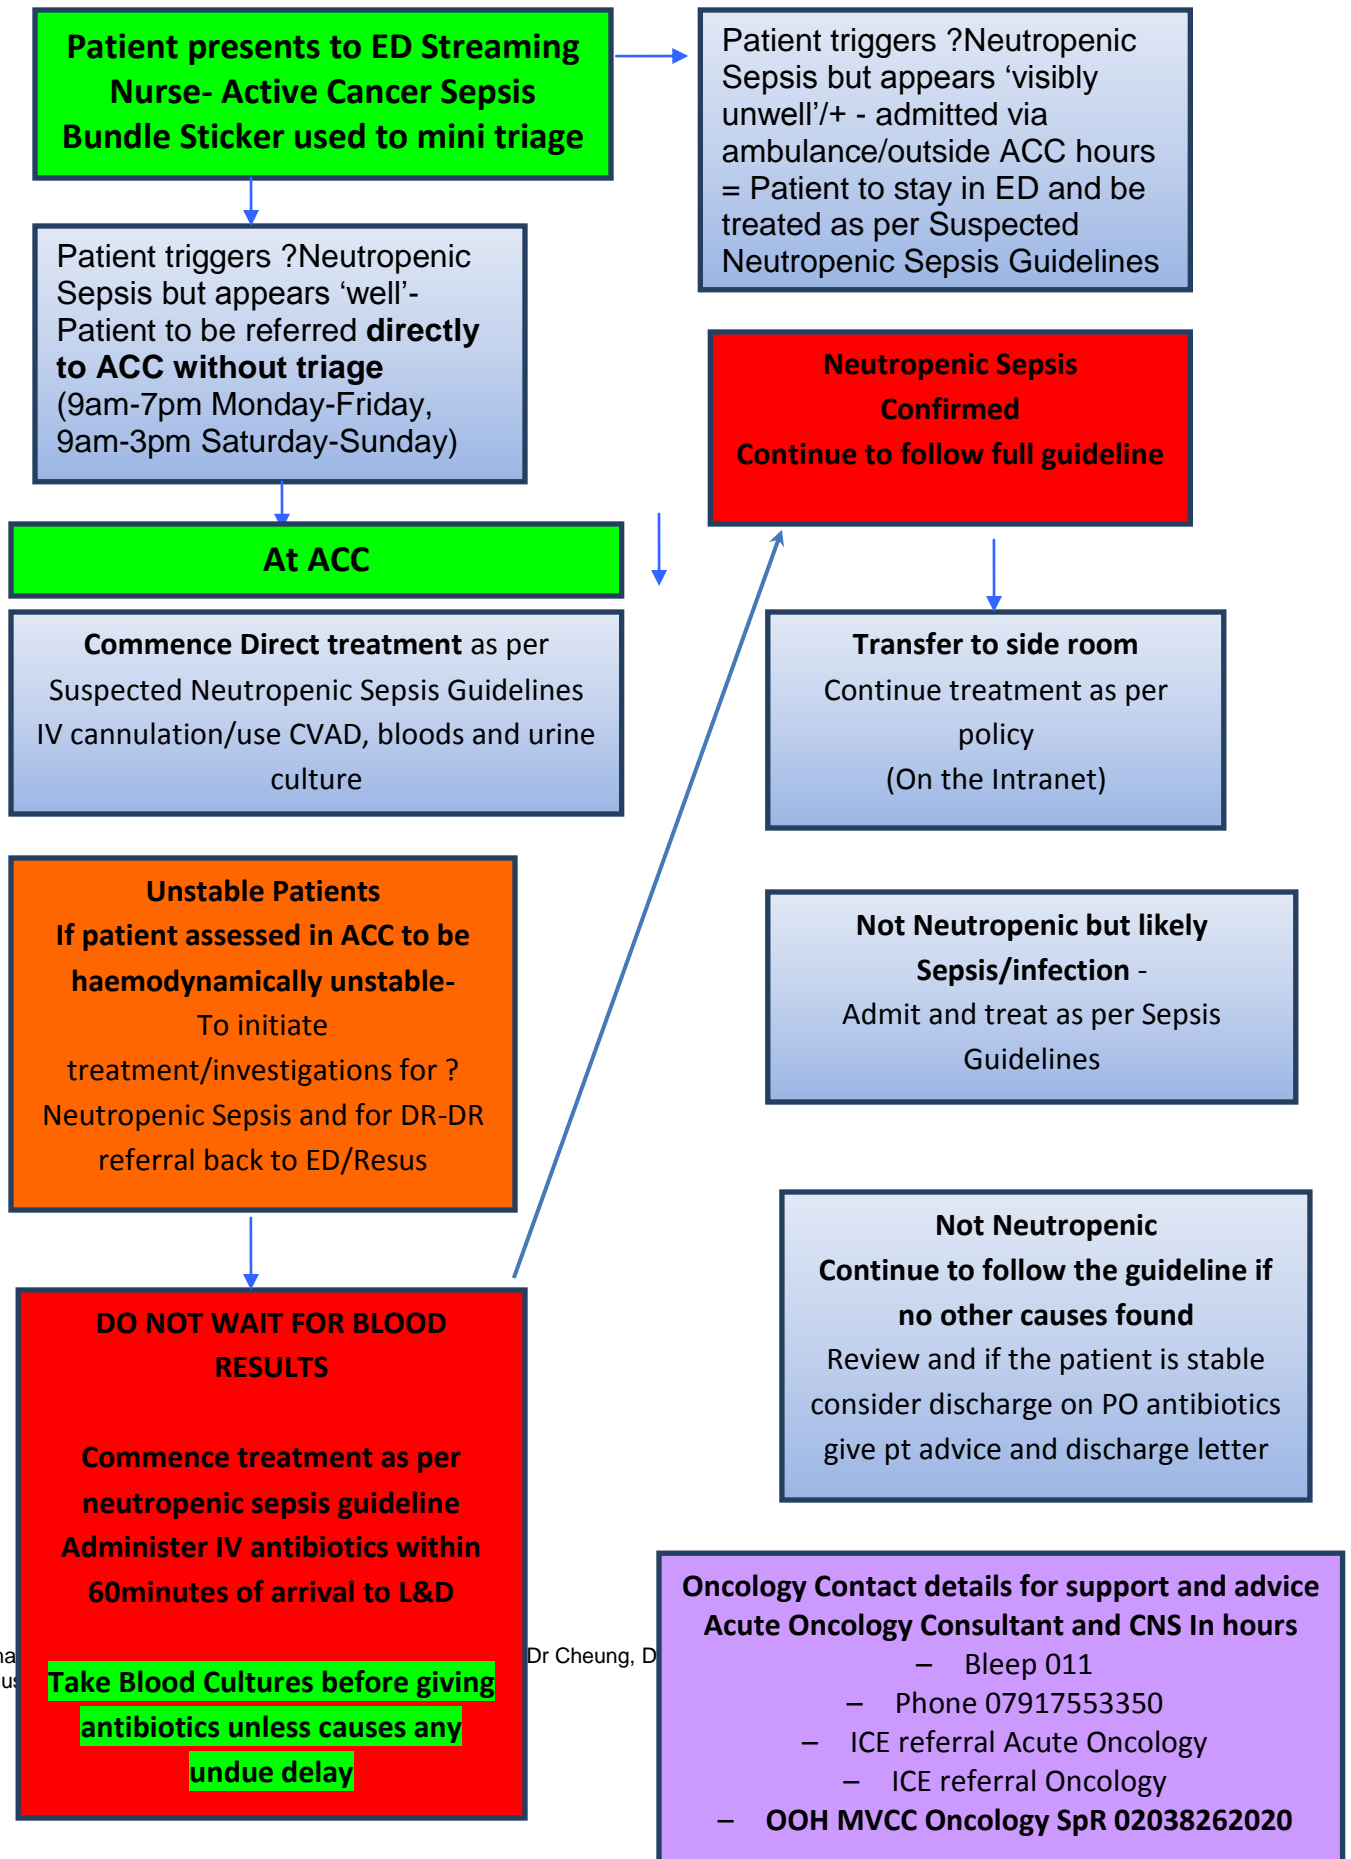 Patient presents to ED Streaming
Nurse- Active Cancer Sepsis
Bundle Sticker used to mini triage
Patient triggers ?Neutropenic
Sepsis but appears ‘visibly
unwell’/+ - admitted via
ambulance/outside ACC hours
= Patient to stay in ED and be
treated as per Suspected
Neutropenic Sepsis Guidelines
Patient triggers ?Neutropenic
Sepsis but appears ‘well’-
Patient to be referred directly
to ACC without triage
(9am-7pm Monday-Friday,
9am-3pm Saturday-Sunday)
Neutropenic Sepsis
Confirmed
Continue to follow full guideline
At ACC
Commence Direct treatment as per
Suspected Neutropenic Sepsis Guidelines
IV cannulation/use CVAD, bloods and urine
culture
Transfer to side room
Continue treatment as per
policy
(On the Intranet)
Unstable Patients
If patient assessed in ACC to be
haemodynamically unstable-
To initiate
treatment/investigations for ?
Neutropenic Sepsis and for DR-DR
referral back to ED/Resus
Not Neutropenic but likely
Sepsis/infection -
Admit and treat as per Sepsis
Guidelines
Not Neutropenic
Continue to follow the guideline if
no other causes found
Review and if the patient is stable
consider discharge on PO antibiotics
give pt advice and discharge letter
DO NOT WAIT FOR BLOOD
RESULTS
Commence treatment as per
neutropenic sepsis guideline
Administer IV antibiotics within
60minutes of arrival to L&D
Take Blood Cultures before giving
antibiotics unless causes any
undue delay
Dr Cheung, D
Oncology Contact details for support and advice
Acute Oncology Consultant and CNS In hours
– Bleep 011
– Phone 07917553350
– ICE referral Acute Oncology
– ICE referral Oncology
– OOH MVCC Oncology SpR 02038262020